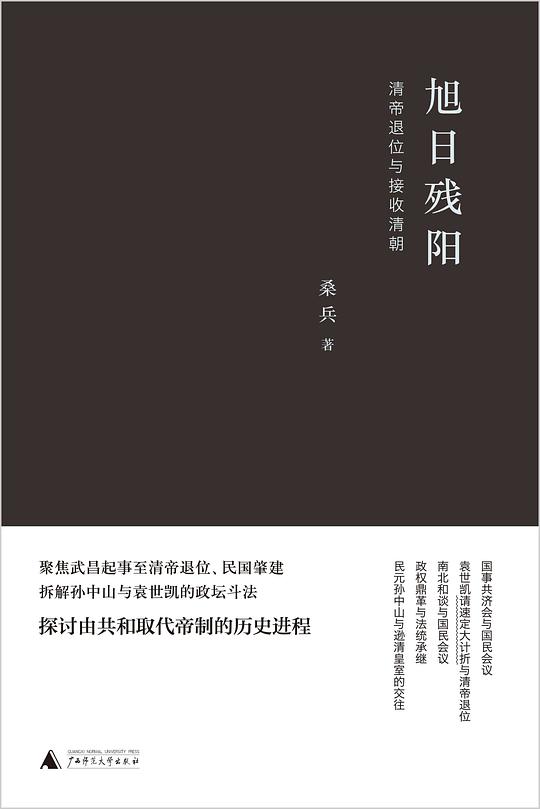 旭日残阳
清帝退位与接收清朝
桑兵 著
聚焦武昌起事至清帝退位、民国肇建
拆解孙中山与袁世凯的政坛斗法
探讨由共和取代帝制的历史进程
国事共济会与国民会议
袁世凯请速定大计折与清帝退位
南北和谈与国民会议
政权鼎革与法统承继
民元孙中山与逊清皇室的交往
GUANGXI NORMAL UNIVERSITY PRESS
广西师范大学出版社